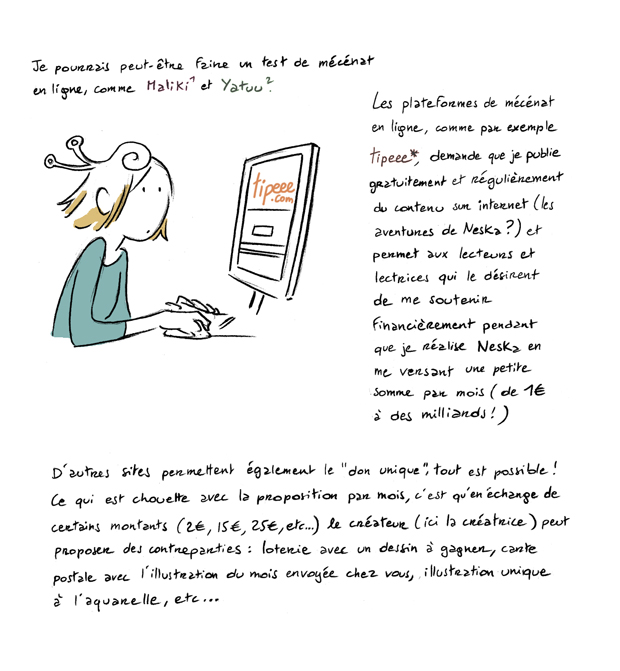 Je pourrais peut-être faire un test de mécénat
en ligne, comme Maliki¹ et Yatuu².
Les plateformes de mécénat
en ligne, comme par exemple
tipeee*, demande que je publie
gratuitement et régulièrement
du contenu sur internet (les
aventures de Neska ?) et
permet aux lecteurs et
lectrices qui le désirent
de me soutenir
financièrement pendant
que je réalise Neska en
me versant une petite
somme par mois (de 1€
à des milliards !)
tipeee
.com
D'autres sites permettent également le "don unique", tout est possible !
Ce qui est chouette avec la proposition par mois, c'est qu'en échange de
certains montants (2€, 15€, 25€, etc...) le créateur (ici la créatrice) peut
proposer des contreparties : loterie avec un dessin à gagner, carte
postale avec l'illustration du mois envoyée chez vous, illustration unique
à l'aquarelle, etc...